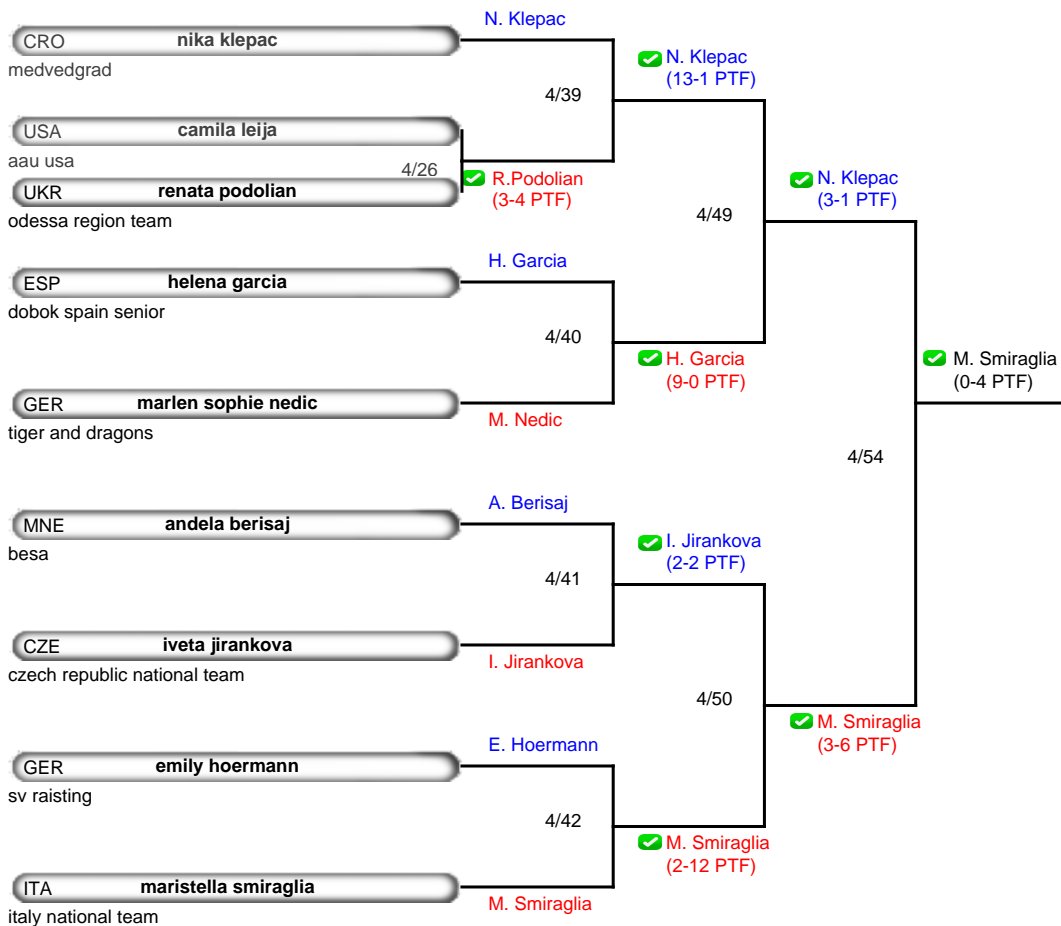 N. Klepac
CRO nika klepac
medvedgrad
N. Klepac
(13-1 PTF)
4/39
USA camila leija
aau usa
4/26
R.Podolian
(3-4 PTF)
UKR renata podolian
odessa region team
N. Klepac
(3-1 PTF)
4/49
H. Garcia
ESP helena garcia
dobok spain senior
4/40
H. Garcia
(9-0 PTF)
GER marlen sophie nedic
M. Nedic
tiger and dragons
M. Smiraglia
(0-4 PTF)
4/54
A. Berisaj
MNE andela berisaj
besa
I. Jirankova
(2-2 PTF)
4/41
CZE iveta jirankova
I. Jirankova
czech republic national team
4/50
M. Smiraglia
(3-6 PTF)
E. Hoermann
GER emily hoermann
sv raisting
4/42
M. Smiraglia
(2-12 PTF)
ITA maristella smiraglia
M. Smiraglia
italy national team